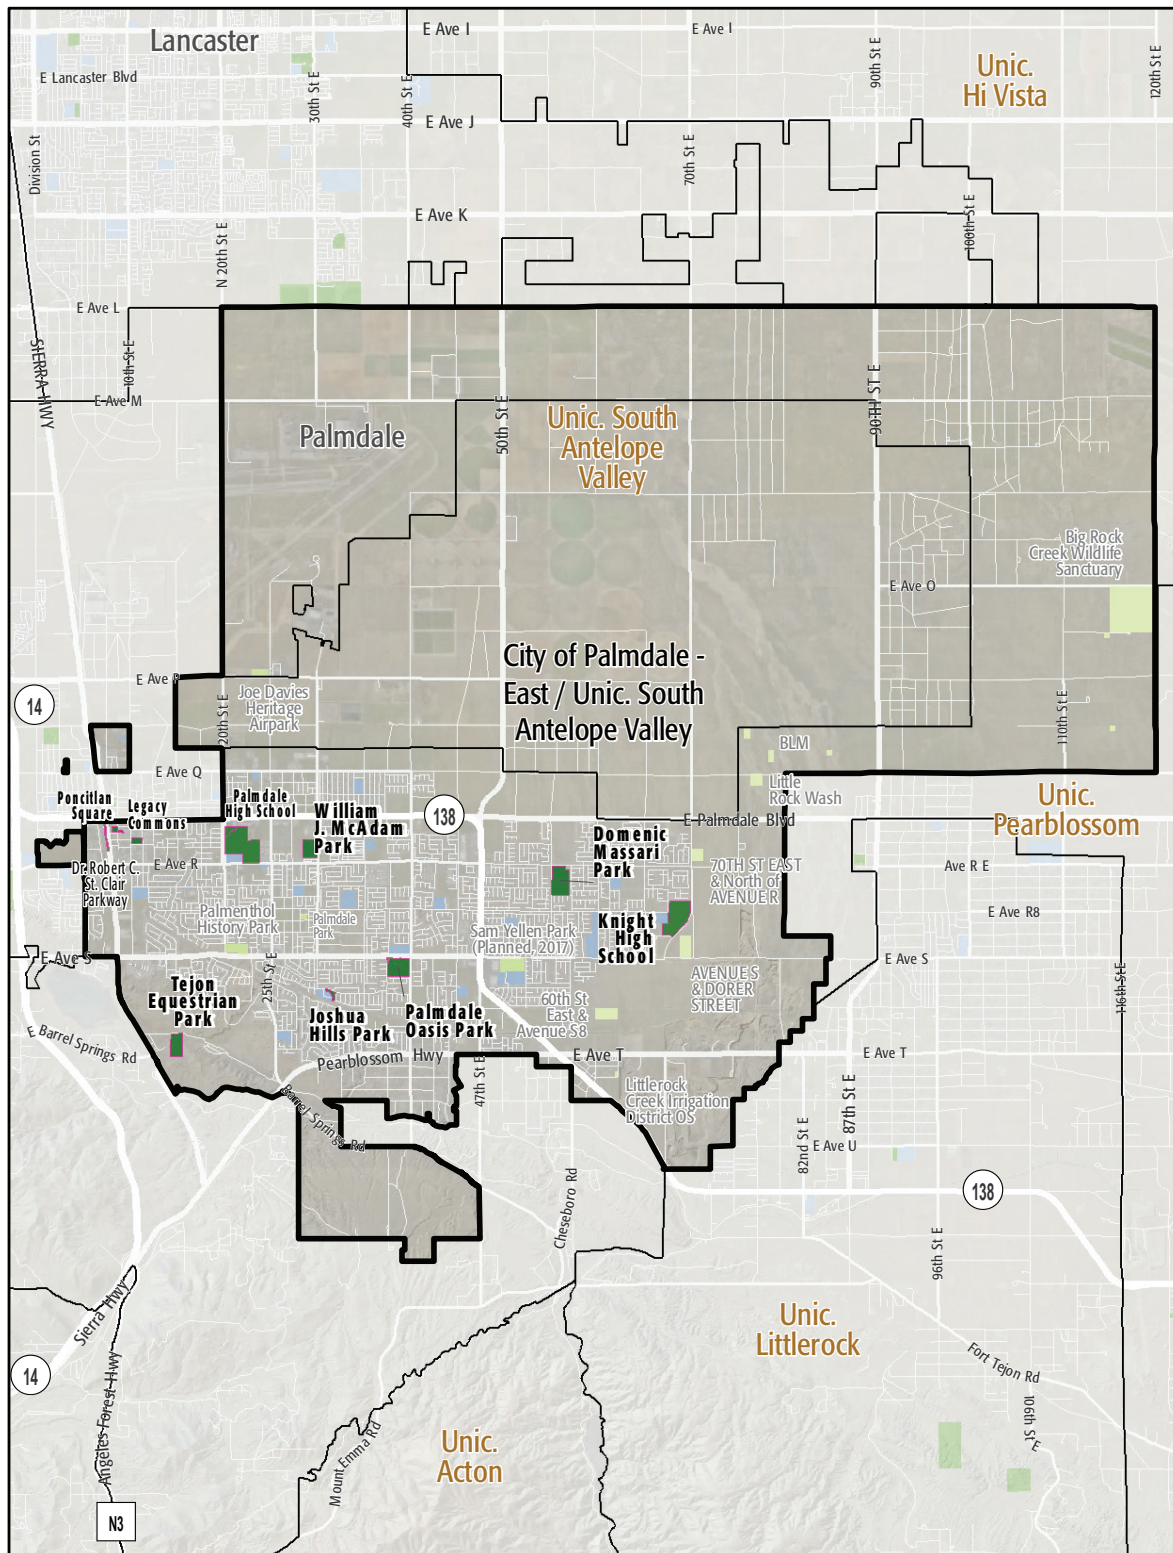 Lancaster
E Ave I
E Ave I
E Lancaster Blvd
30th St E
40th St E
90th St E
120th St E
Unic.
Hi Vista
Division St
E Ave J
70th St E
E Ave K
N 20th St E
100th St E
E Ave L
SIERRA HWY
10th St E
E Ave M
Palmdale
50th St E
Unic. South
Antelope
Valley
90TH ST E
Big Rock
Creek Wildlife
Sanctuary
E Ave O
City of Palmdale -
East / Unic. South
Antelope Valley
E Ave P
14
Joe Davies
Heritage
Airpark
20th St E
110th St E
BLM
E Ave Q
Little
Rock Wash
Poncitlan
Square
Legacy
Commons
Palmdale
High School
William
J. McAdam
Park
138
E Palmdale Blvd
Unic.
Pearblossom
Domenic
Massari
Park
E Ave R
Dr. Robert C.
St. Clair
Parkway
70TH ST EAST
& North of
AVENUE R
Ave R E
Palmenthol
History Park
Palmdale
Park
Sam Yellen Park
(Planned, 2017)
Knight
High
School
E Ave R8
E Ave S
25th St E
E Ave S
Tejon
Equestrian
Park
AVENUE S
& DORER
STREET
116th St E
Joshua
Hills Park
Palmdale
Oasis Park
60th St
East &
Avenue S8
E Barrel Springs Rd
Pearblossom Hwy
E Ave T
E Ave T
47th St E
Barrel Springs Rd
Littlerock
Creek Irrigation
District OS
87th St E
82nd St E
E Ave U
138
Cheseboro Rd
96th St E
Sierra Hwy
Unic.
Littlerock
14
Fort Tejon Rd
106th St E
Angeles Forest Hwy
Mount Emma Rd
Unic.
Acton
N3